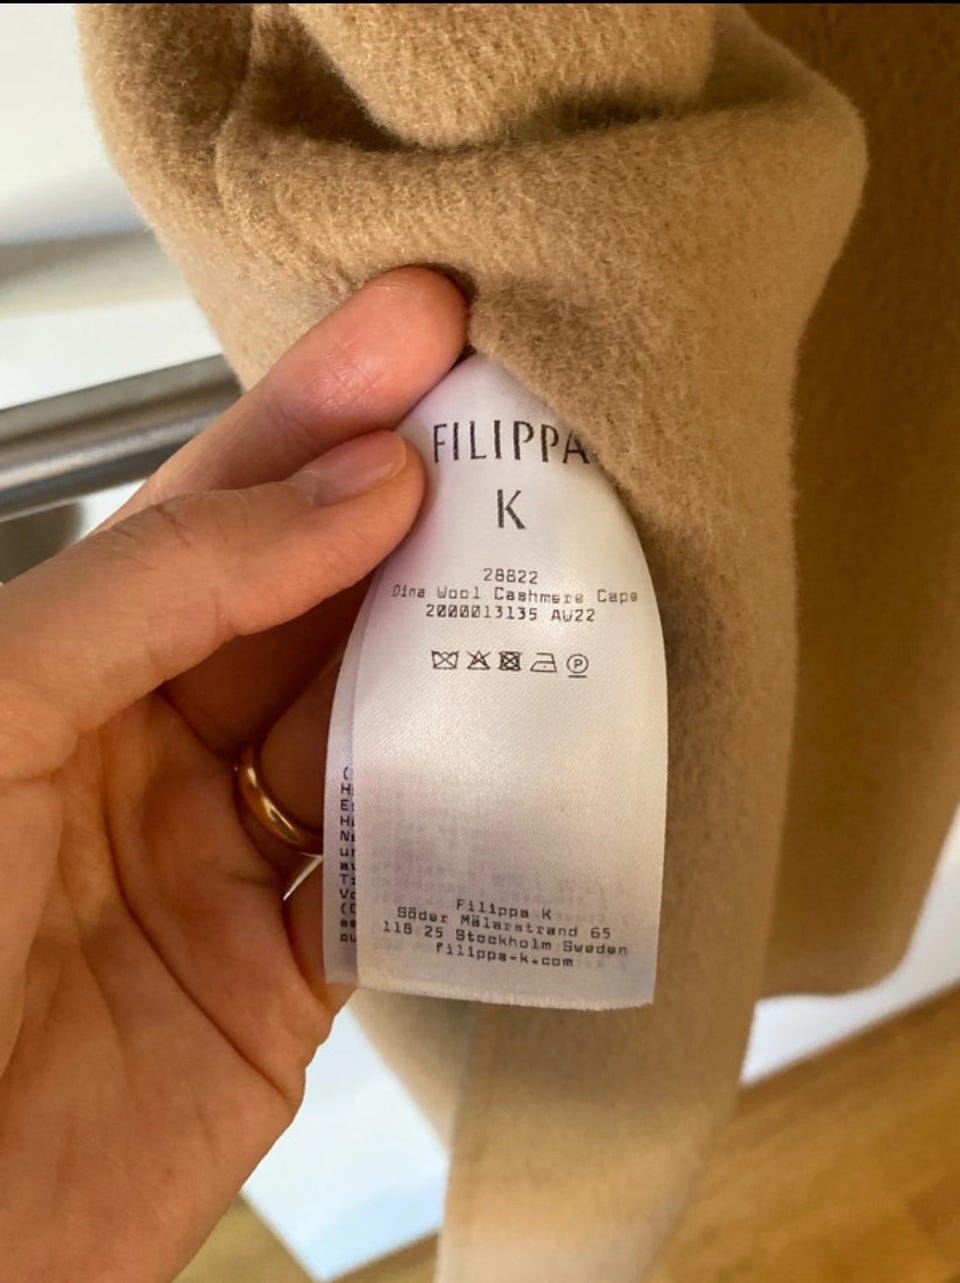 FILIPPA
K
28822
Dina Wool Cashmere Cape
2000013135 AW22
P
Filippa K
Söder Mälarstrand 65
118 25 Stockholm Sweden
filippa-k.com